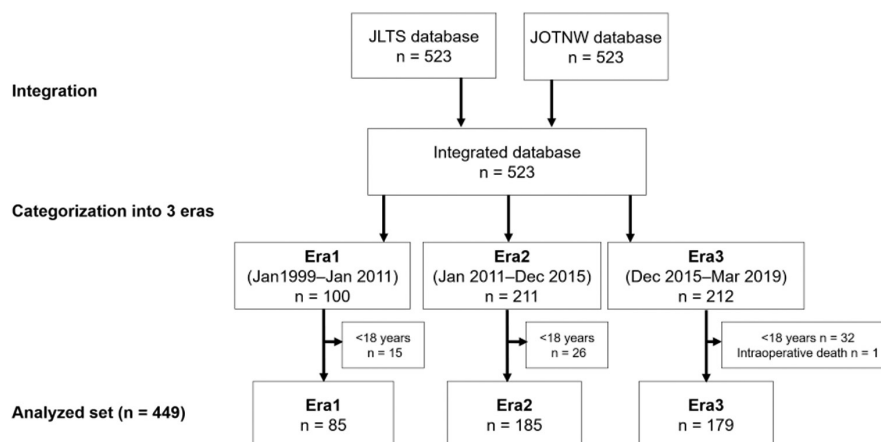 JLTS database
n = 523
JOTNW database
n = 523
Integration
Integrated database
n = 523
Categorization into 3 eras
Era1
(Jan1999–Jan 2011)
n = 100
Era2
(Jan 2011–Dec 2015)
n = 211
Era3
(Dec 2015–Mar 2019)
n = 212
<18 years
n = 15
<18 years
n = 26
<18 years n = 32
Intraoperative death n = 1
Analyzed set (n = 449)
Era1
n = 85
Era2
n = 185
Era3
n = 179